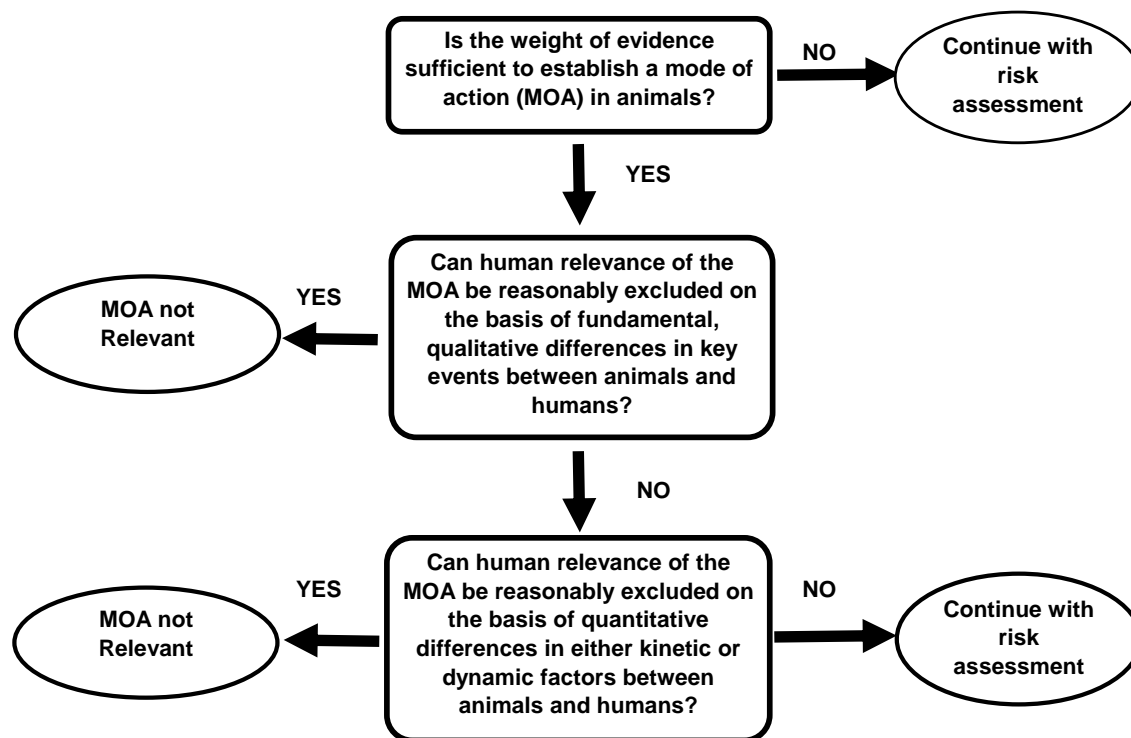 Is the weight of evidence
sufficient to establish a mode of
action (MOA) in animals?
NO
Continue with
risk
assessment
YES
Can human relevance of the
MOA be reasonably excluded on
the basis of fundamental,
qualitative differences in key
events between animals and
humans?
YES
MOA not
Relevant
NO
Can human relevance of the
MOA be reasonably excluded on
the basis of quantitative
differences in either kinetic or
dynamic factors between
animals and humans?
YES
MOA not
Relevant
NO
Continue with
risk
assessment